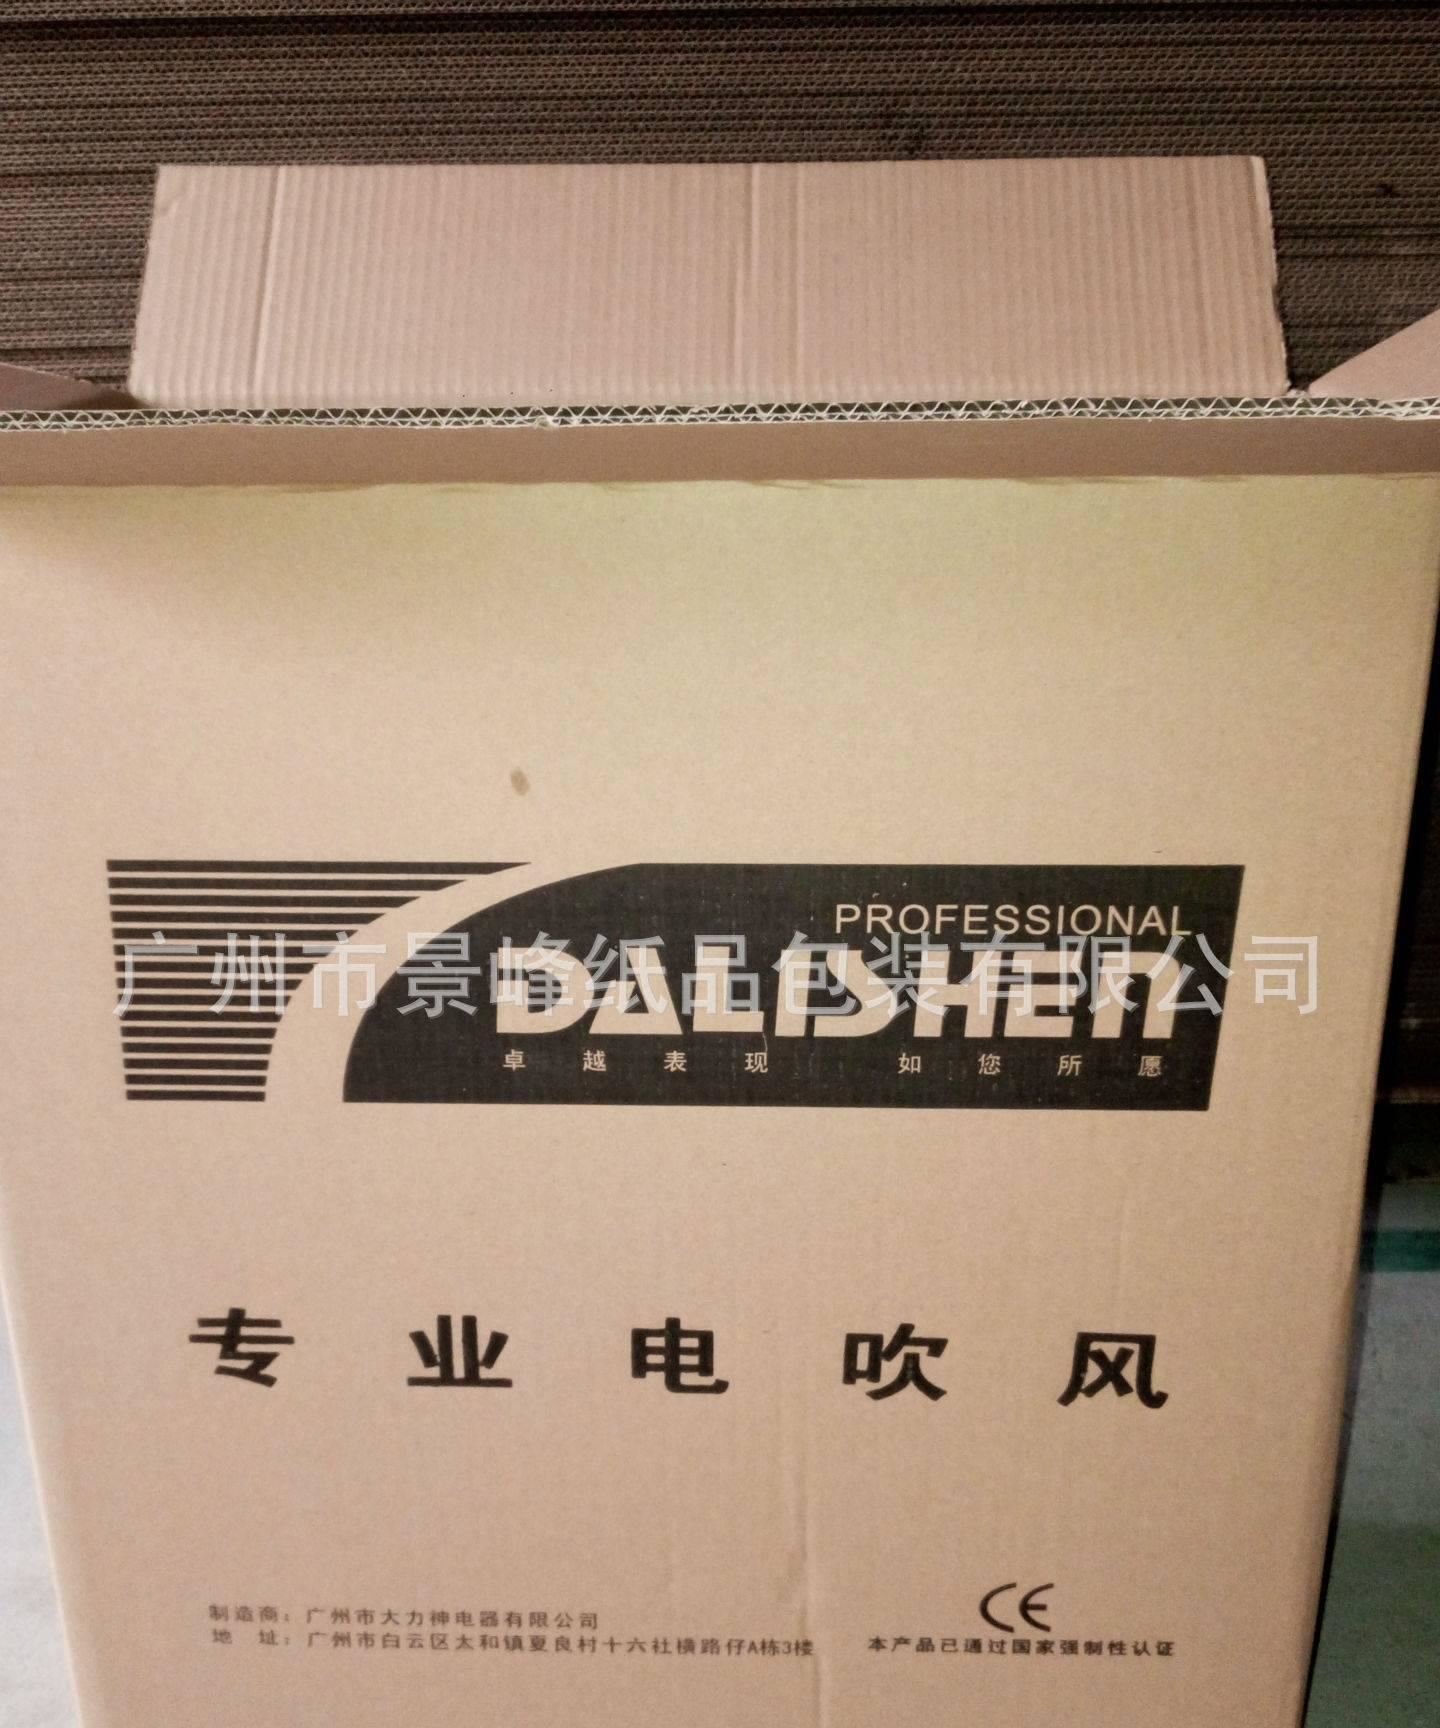 PROFESSIONAL
广州市景峰纸品包装有限公司
DALISHEN
卓越表现 如您所愿
专业电吹风
制造商：广州市大力神电器有限公司
地 址：广州市白云区太和镇夏良村十六社横路仔A栋3楼
CE
本产品已通过国家强制性认证